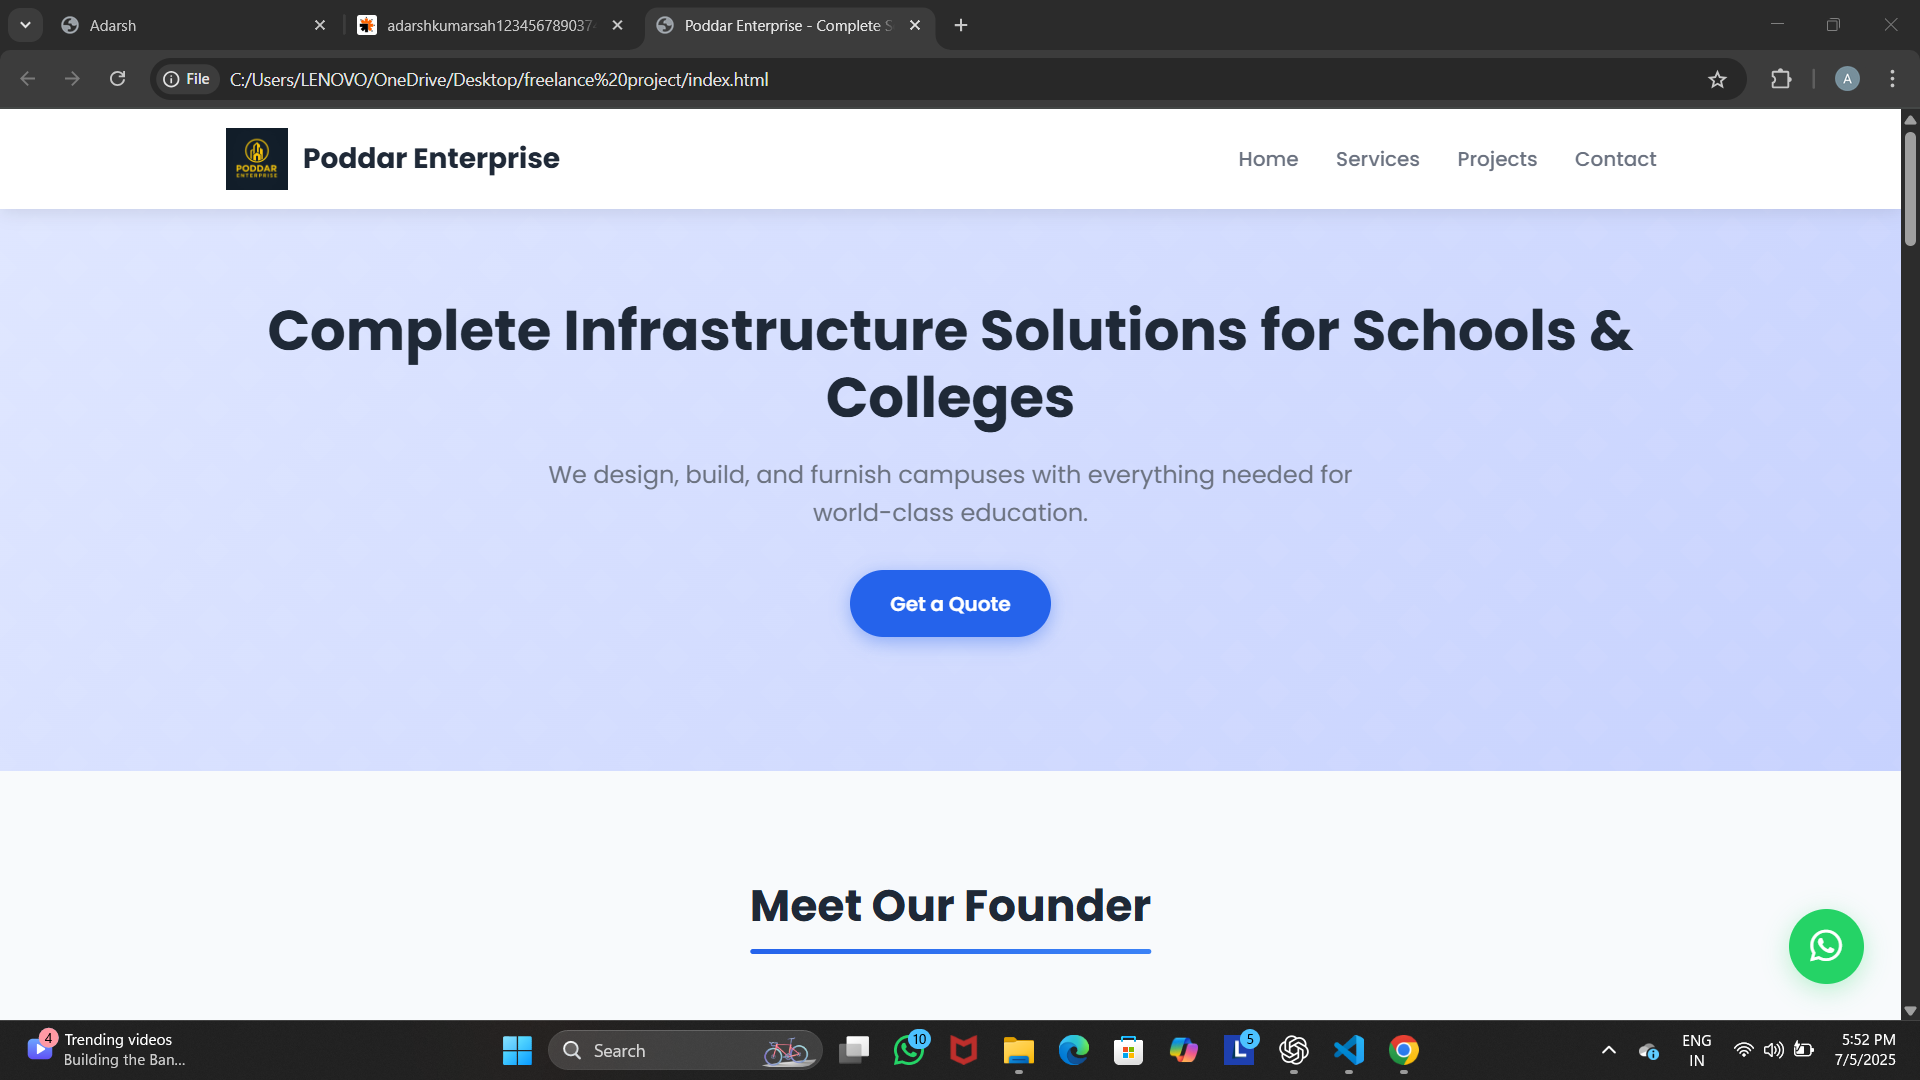 Adarsh
adarshkumarsah12345678903
Poddar Enterprise - Complete S
File
C:/Users/LENOVO/OneDrive/Desktop/freelance%20project/index.html
A
PODDAR
ENTERPRISE
Poddar Enterprise
Home
Services
Projects
Contact
Complete Infrastructure Solutions for Schools &
Colleges
We design, build, and furnish campuses with everything needed for
world-class education.
Get a Quote
Meet Our Founder
4
Trending videos
Building the Ban...
Search
10
L
5
ENG
IN
5:52 PM
7/5/2025